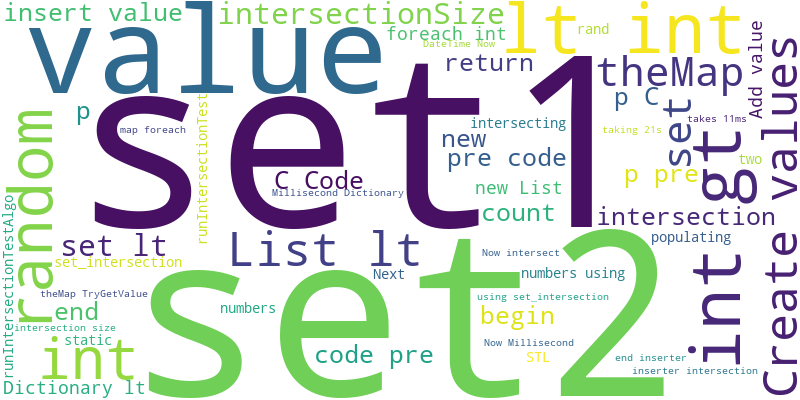 insert value
intersectionSize
value
foreach int
DateTime Now
lt int
rand
Add value
return
theMap
set1
p
map foreach
runIntersectionTest
random
runIntersectionTestAlgo
p C
set
takes 11ms
intersecting
new
pre code
taking 21s
two
gt
Create values
C Code
Millisecond Dictionary
new List
p pre
count
intersection
set lt
List lt
set2
populating
Now intersect
set_intersection
Next
numbers using
theMap TryGetValue
using set_intersection
end
numbers
begin
int
intersection size
static
int
code pre
Now Millisecond
STL
end inserter
inserter intersection
Dictionary lt